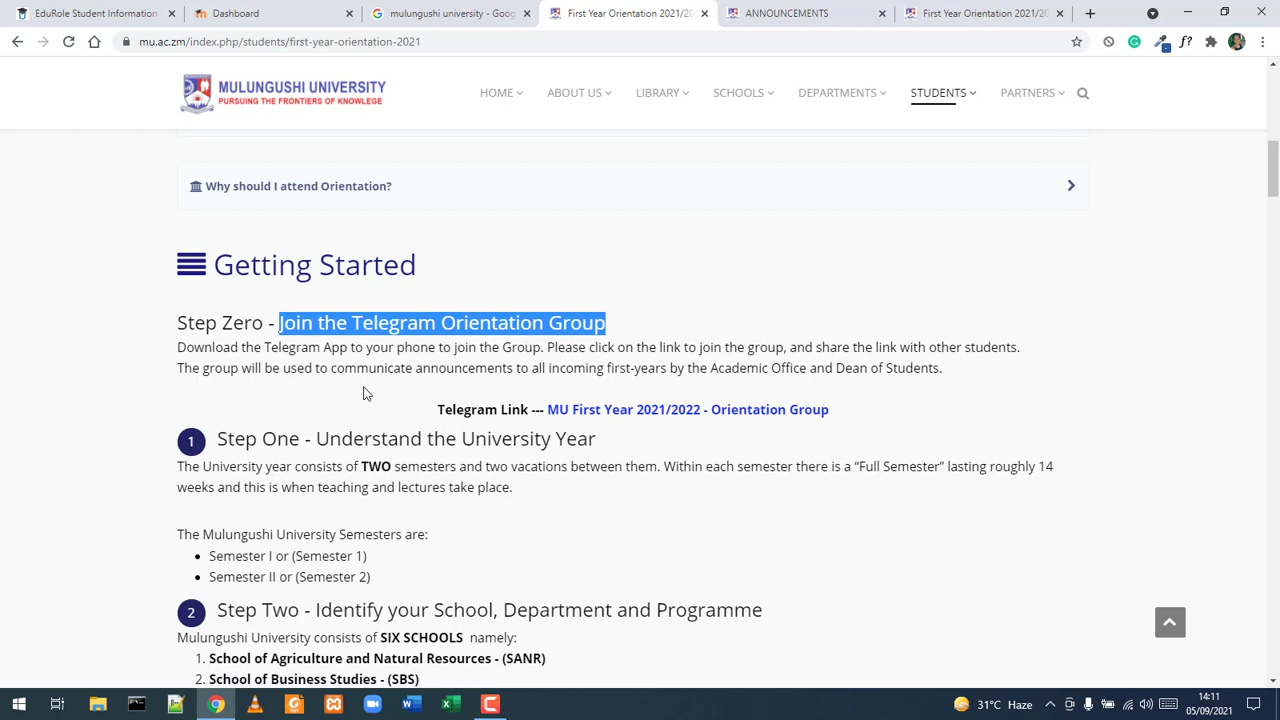 EduRole Student Information
Dashboard
mulungushi university - Goog
First Year Orientation 2021/20
ANNOUNCEMENTS
First Year Orientation 2021/20
mu.ac.zm/index.php/students/first-year-orientation-2021
MULUNGUSHI UNIVERSITY
PURSUING THE FRONTIERS OF KNOWLEGE
HOME
ABOUT US
LIBRARY
SCHOOLS
DEPARTMENTS
STUDENTS
PARTNERS
Why should I attend Orientation?
Getting Started
Step Zero - Join the Telegram Orientation Group
Download the Telegram App to your phone to join the Group. Please click on the link to join the group, and share the link with other students.
The group will be used to communicate announcements to all incoming first-years by the Academic Office and Dean of Students.
Telegram Link --- MU First Year 2021/2022 - Orientation Group
1 Step One - Understand the University Year
The University year consists of TWO semesters and two vacations between them. Within each semester there is a “Full Semester” lasting roughly 14
weeks and this is when teaching and lectures take place.
The Mulungushi University Semesters are:
• Semester I or (Semester 1)
• Semester II or (Semester 2)
2 Step Two - Identify your School, Department and Programme
Mulungushi University consists of SIX SCHOOLS namely:
1. School of Agriculture and Natural Resources - (SANR)
2. School of Business Studies - (SBS)
31°C Haze
14:11
05/09/2021